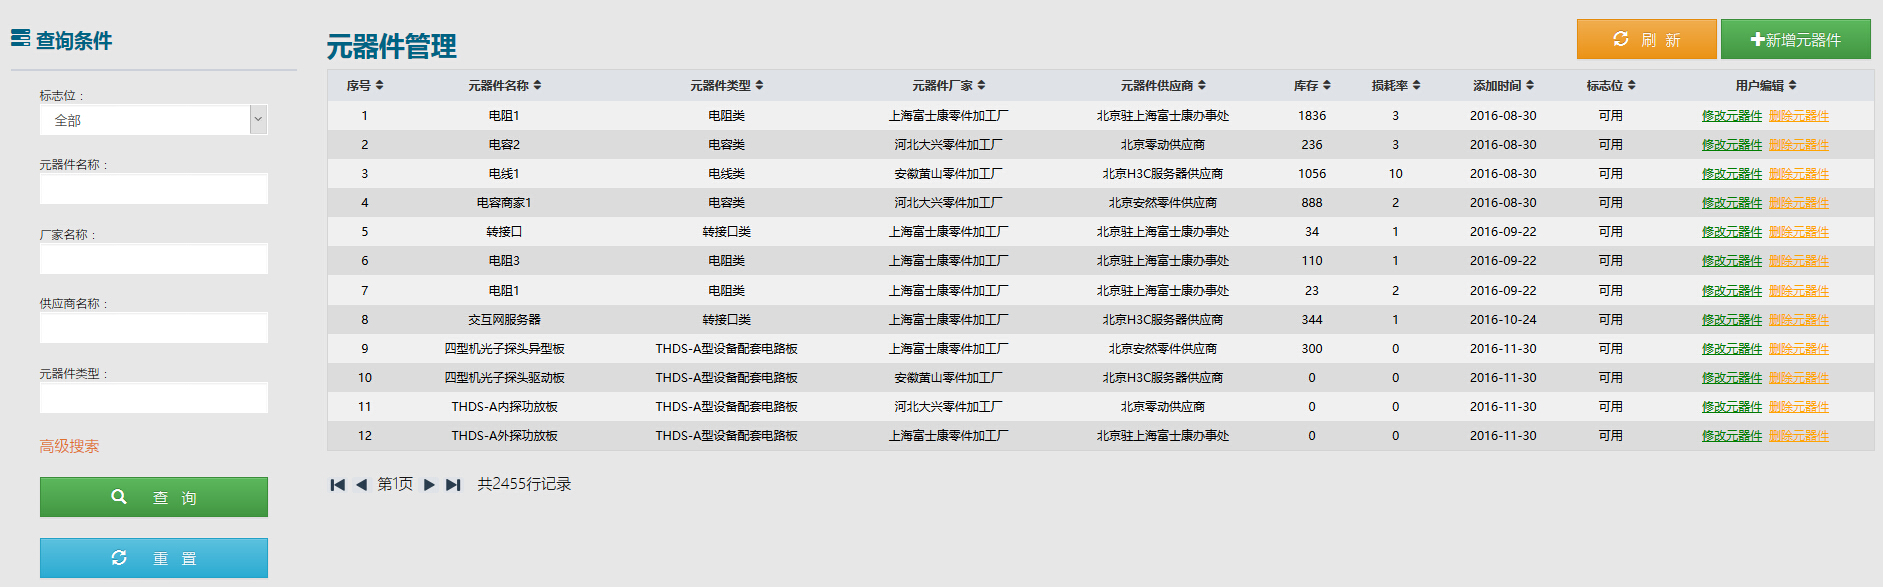 查询条件
标志位：
全部
元器件名称：
厂家名称：
供应商名称：
元器件类型：
高级搜索
查 询
重 置
元器件管理
刷 新
新增元器件
序号 元器件名称 元器件类型 元器件厂家 元器件供应商 库存 损耗率 添加时间 标志位 用户编辑
1 电阻1 电阻类 上海富士康零件加工厂 北京驻上海富士康办事处 1836 3 2016-08-30 可用 修改元器件 删除元器件
2 电容2 电容类 河北大兴零件加工厂 北京零动供应商 236 3 2016-08-30 可用 修改元器件 删除元器件
3 电线1 电线类 安徽黄山零件加工厂 北京H3C服务器供应商 1056 10 2016-08-30 可用 修改元器件 删除元器件
4 电容商家1 电容类 河北大兴零件加工厂 北京安然零件供应商 888 2 2016-08-30 可用 修改元器件 删除元器件
5 转接口 转接口类 上海富士康零件加工厂 北京驻上海富士康办事处 34 1 2016-09-22 可用 修改元器件 删除元器件
6 电阻3 电阻类 上海富士康零件加工厂 北京驻上海富士康办事处 110 1 2016-09-22 可用 修改元器件 删除元器件
7 电阻1 电阻类 上海富士康零件加工厂 北京驻上海富士康办事处 23 2 2016-09-22 可用 修改元器件 删除元器件
8 交互网服务器 转接口类 上海富士康零件加工厂 北京H3C服务器供应商 344 1 2016-10-24 可用 修改元器件 删除元器件
9 四型机光子探头异型板 THDS-A型设备配套电路板 上海富士康零件加工厂 北京安然零件供应商 300 0 2016-11-30 可用 修改元器件 删除元器件
10 四型机光子探头驱动板 THDS-A型设备配套电路板 安徽黄山零件加工厂 北京H3C服务器供应商 0 0 2016-11-30 可用 修改元器件 删除元器件
11 THDS-A内探功放板 THDS-A型设备配套电路板 河北大兴零件加工厂 北京零动供应商 0 0 2016-11-30 可用 修改元器件 删除元器件
12 THDS-A外探功放板 THDS-A型设备配套电路板 上海富士康零件加工厂 北京驻上海富士康办事处 0 0 2016-11-30 可用 修改元器件 删除元器件
第1页 共2455行记录